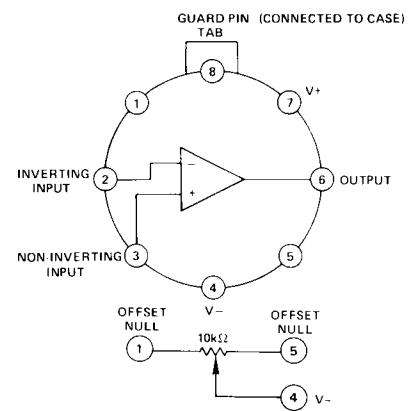 GUARD PIN (CONNECTED TO CASE)
TAB
8
1
7
V+
INVERTING
INPUT
2
−
6
OUTPUT
+
NON-INVERTING
INPUT
3
5
4
V−
OFFSET
NULL
OFFSET
NULL
10kΩ
1
5
4
V−